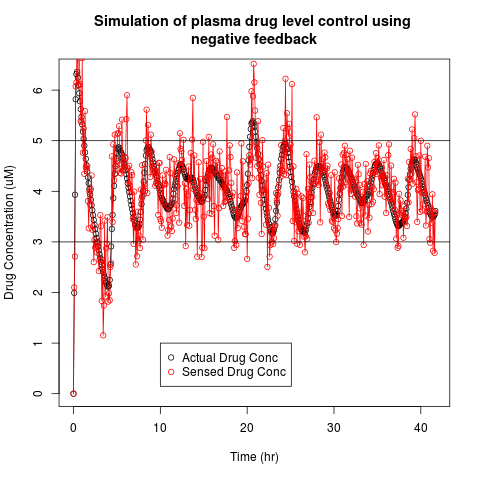 Simulation of plasma drug level control using
negative feedback
Drug Concentration (uM)
6
5
4
3
2
1
0
Actual Drug Conc
Sensed Drug Conc
0 10 20 30 40
Time (hr)